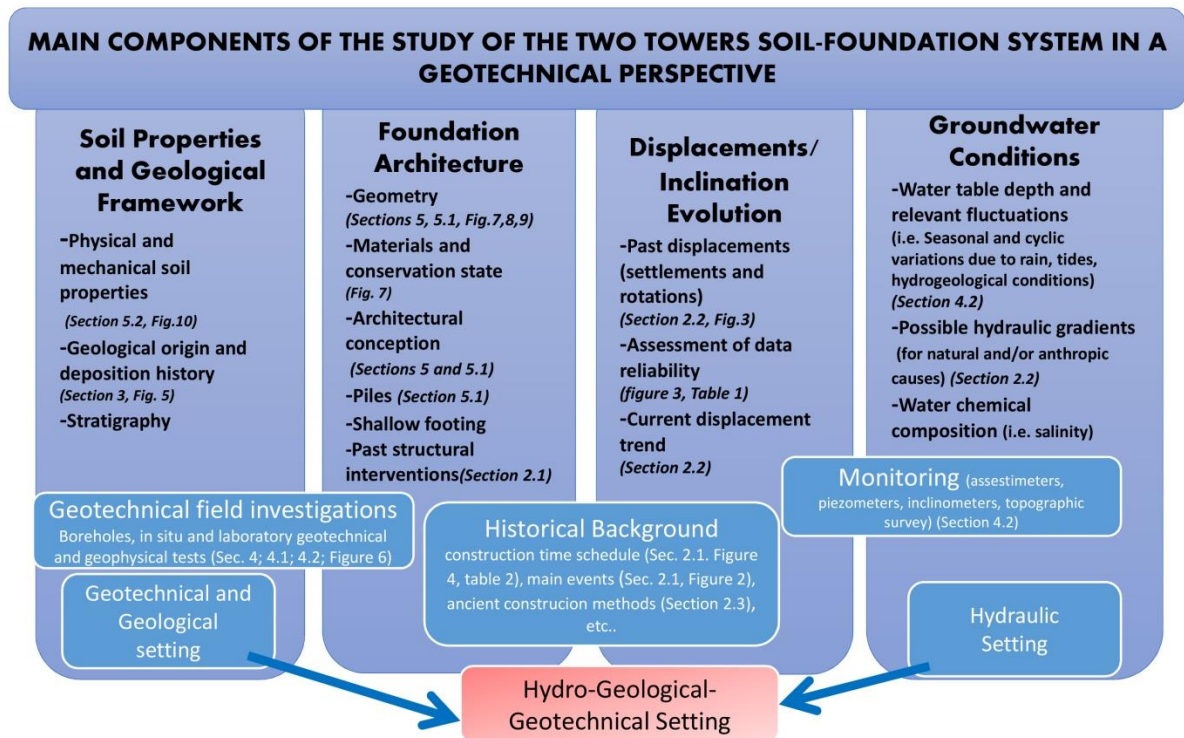 MAIN COMPONENTS OF THE STUDY OF THE TWO TOWERS SOIL-FOUNDATION SYSTEM IN A
GEOTECHNICAL PERSPECTIVE
Soil Properties
and Geological
Framework
-Physical and
mechanical soil
properties
(Section 5.2, Fig.10)
-Geological origin and
deposition history
(Section 3, Fig. 5)
-Stratigraphy
Foundation
Architecture
-Geometry
(Sections 5, 5.1, Fig.7,8,9)
-Materials and
conservation state
(Fig. 7)
-Architectural
conception
(Sections 5 and 5.1)
-Piles (Section 5.1)
-Shallow footing
-Past structural
interventions(Section 2.1)
Displacements/
Inclination
Evolution
-Past displacements
(settlements and
rotations)
(Section 2.2, Fig.3)
-Assessment of data
reliability
(figure 3, Table 1)
-Current displacement
trend
(Section 2.2)
Groundwater
Conditions
-Water table depth and
relevant fluctuations
(i.e. Seasonal and cyclic
variations due to rain, tides,
hydrogeological conditions)
(Section 4.2)
-Possible hydraulic gradients
(for natural and/or anthropic
causes) (Section 2.2)
-Water chemical
composition (i.e. salinity)
Geotechnical field investigations
Boreholes, in situ and laboratory geotechnical
and geophysical tests (Sec. 4; 4.1; 4.2; Figure 6)
Geotechnical and
Geological
setting
Historical Background
construction time schedule (Sec. 2.1. Figure
4, table 2), main events (Sec. 2.1, Figure 2),
ancient construcion methods (Section 2.3),
etc..
Monitoring (assestimeters,
piezometers, inclinometers, topographic
survey) (Section 4.2)
Hydraulic
Setting
Hydro-Geological-
Geotechnical Setting